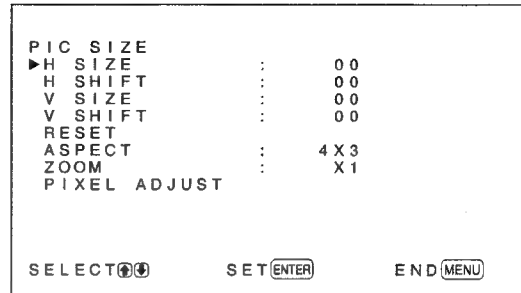 PIC SIZE
▶H SIZE : 00
H SHIFT : 00
V SIZE : 00
V SHIFT : 00
RESET
ASPECT : 4X3
ZOOM : X1
PIXEL ADJUST
SELECT⬆⬇ SET ENTER END MENU